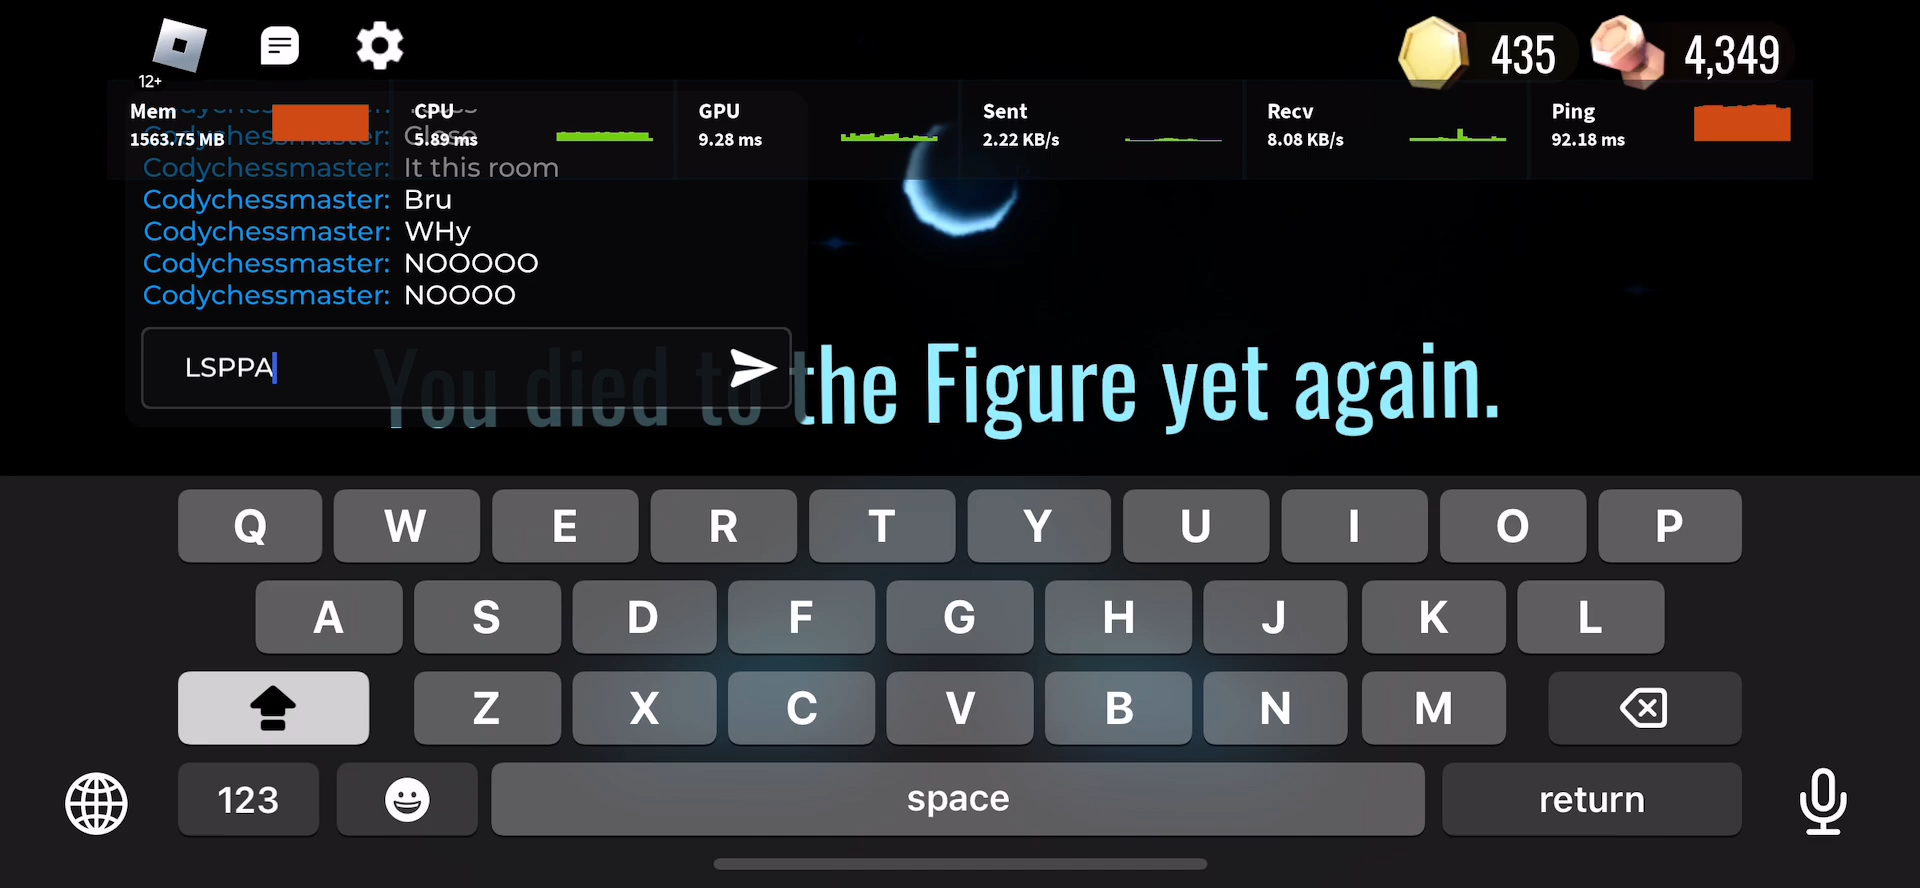 435
4,349
12+
Mem
CPU
GPU
Sent
Recv
Ping
1563.75 MB
5.89 ms
9.28 ms
2.22 KB/s
8.08 KB/s
92.18 ms
Codychessmaster: Close
Codychessmaster: It this room
Codychessmaster: Bru
Codychessmaster: WHy
Codychessmaster: NOOOOO
Codychessmaster: NOOOO
LSPPA
You died to the Figure yet again.
Q W E R T Y U I O P
A S D F G H J K L
Z X C V B N M
123 space return